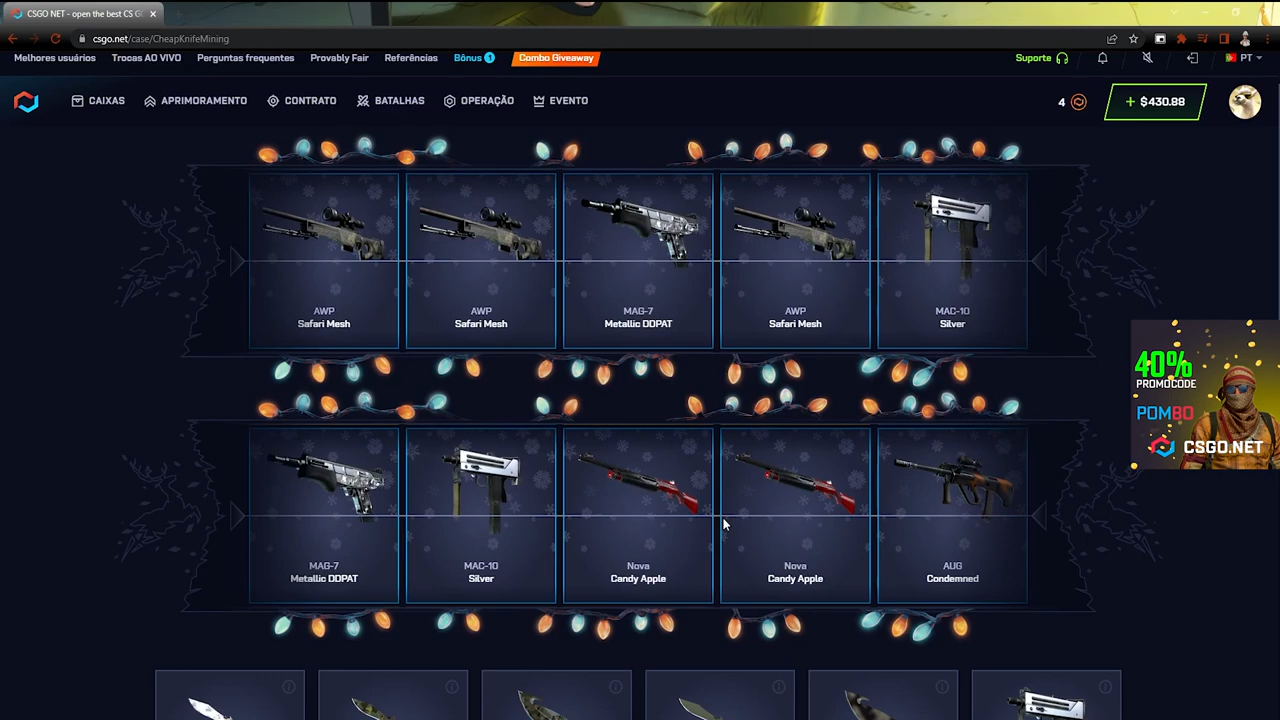 CSGO.NET - open the best CS G
csgo.net/case/CheapKnifeMining
Melhores usuários Trocas AO VIVO Perguntas frequentes Provably Fair Referências Bônus 1 Combo Giveaway Suporte PT
CAIXAS APRIMORAMENTO CONTRATO BATALHAS OPERAÇÃO EVENTO 4 + $430.88
AWP AWP MAG-7 AWP MAC-10
Safari Mesh Safari Mesh Metallic DDPAT Safari Mesh Silver
40%
PROMOCODE
POMBO
CSGO.NET
MAG-7 MAC-10 Nova Nova AUG
Metallic DDPAT Silver Candy Apple Candy Apple Condemned